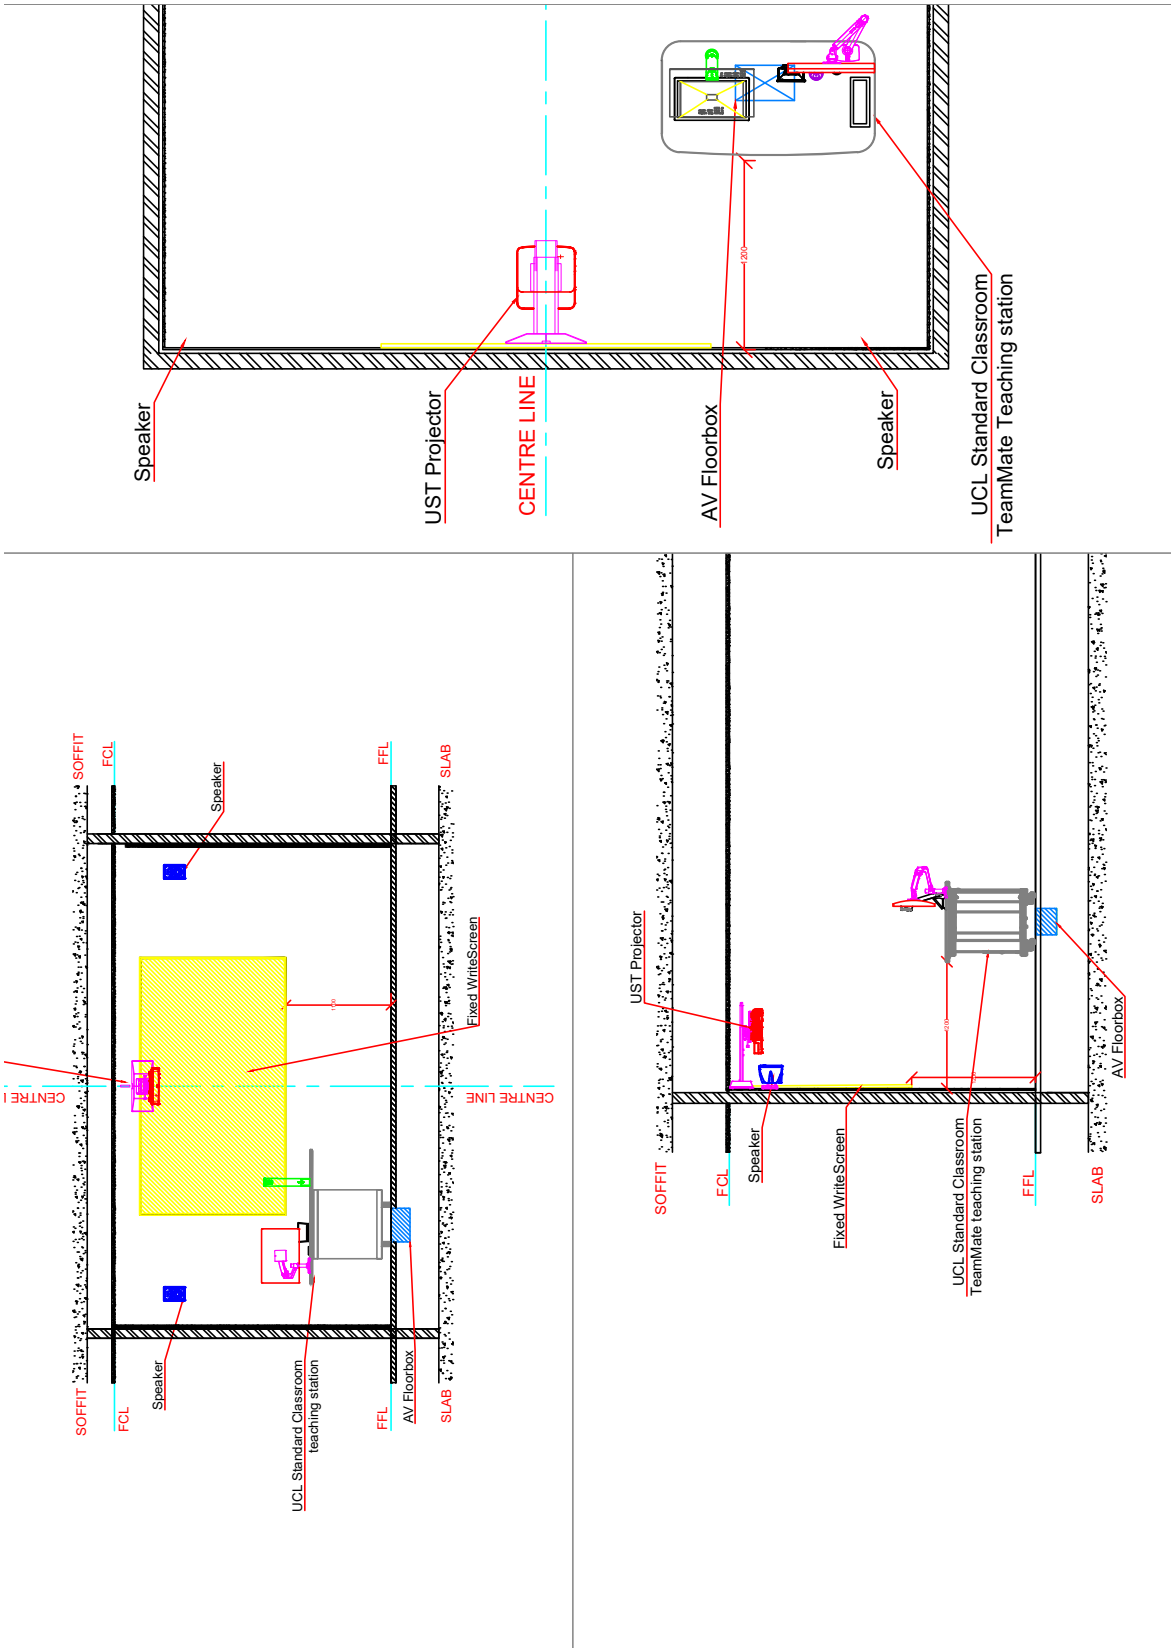 Speaker
UST Projector
CENTRE LINE
AV Floorbox
Speaker
UCL Standard Classroom
TeamMate Teaching station
1200
SOFFIT
FCL
Speaker
FFL
SLAB
Fixed WriteScreen
CENTRE LINE
CENTRE L
SOFFIT
FCL
Speaker
UCL Standard Classroom
teaching station
FFL
AV Floorbox
SLAB
UST Projector
1200
AV Floorbox
SOFFIT
FCL
Speaker
Fixed WriteScreen
UCL Standard Classroom
TeamMate teaching station
FFL
SLAB